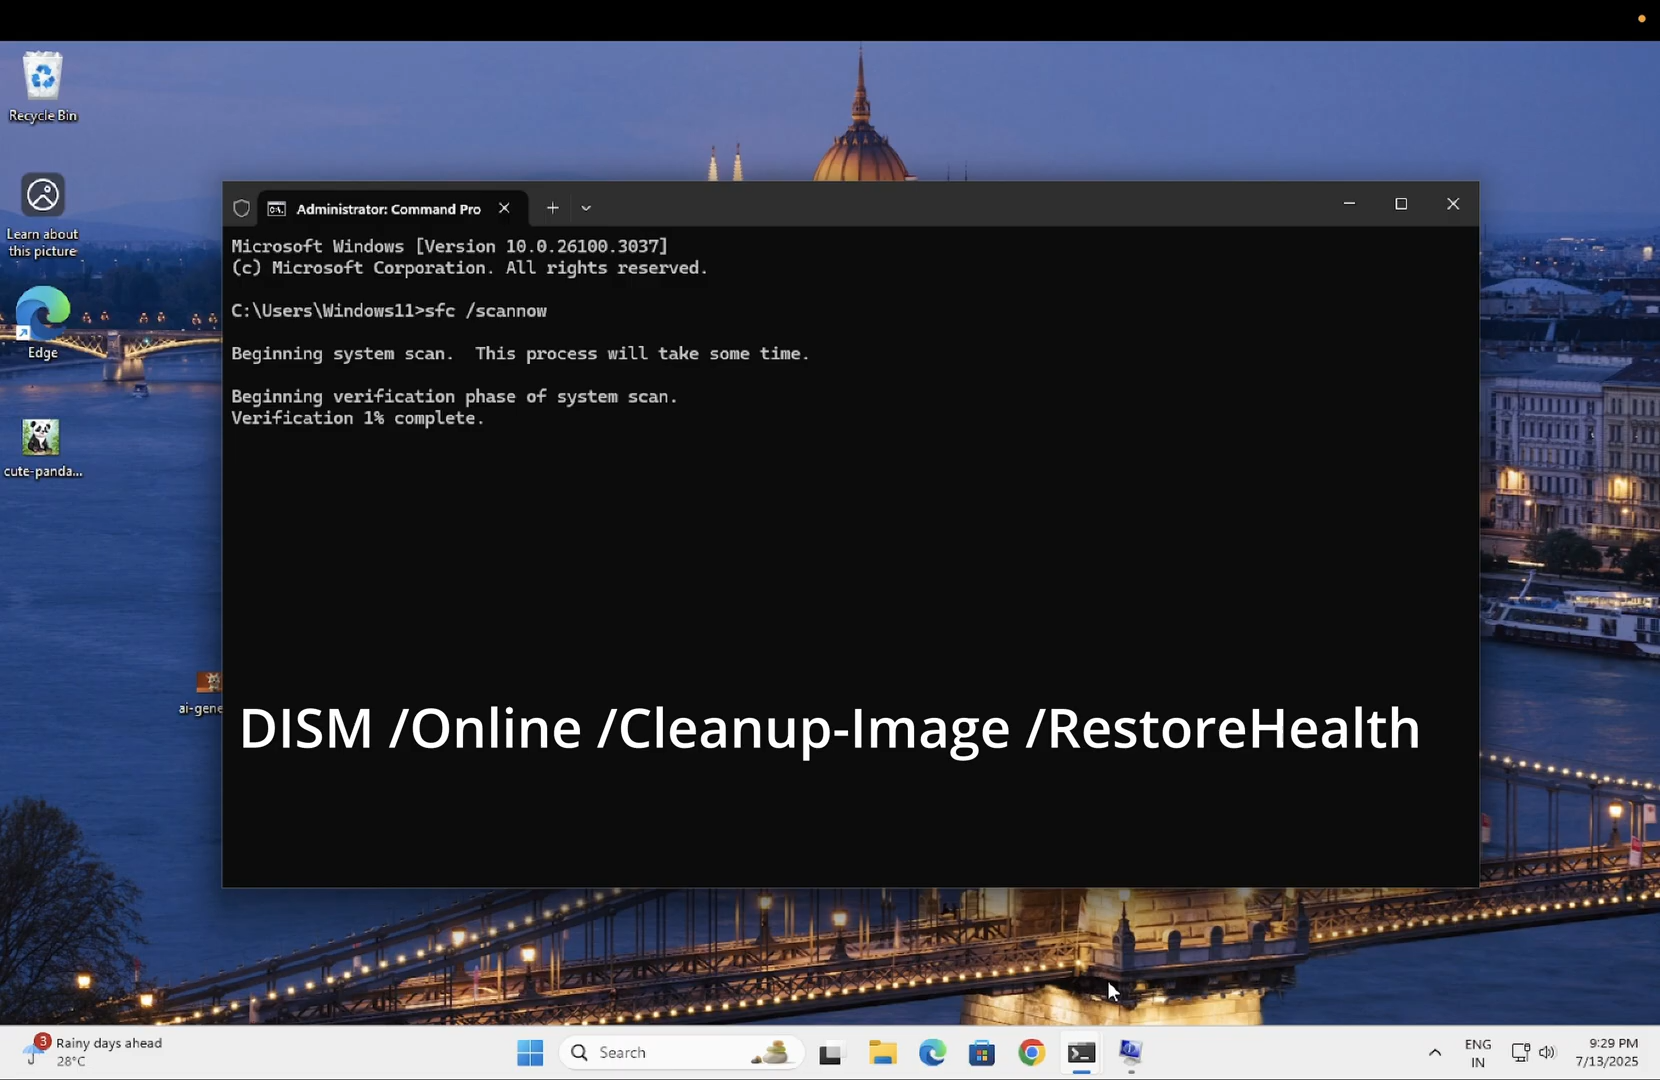 Recycle Bin
Learn about
this picture
Edge
cute-panda...
ai-gene
Administrator: Command Pro
Microsoft Windows [Version 10.0.26100.3037]
(c) Microsoft Corporation. All rights reserved.
C:\Users\Windows11>sfc /scannow
Beginning system scan.  This process will take some time.
Beginning verification phase of system scan.
Verification 1% complete.
DISM /Online /Cleanup-Image /RestoreHealth
3
Rainy days ahead
28°C
Search
ENG
IN
9:29 PM
7/13/2025